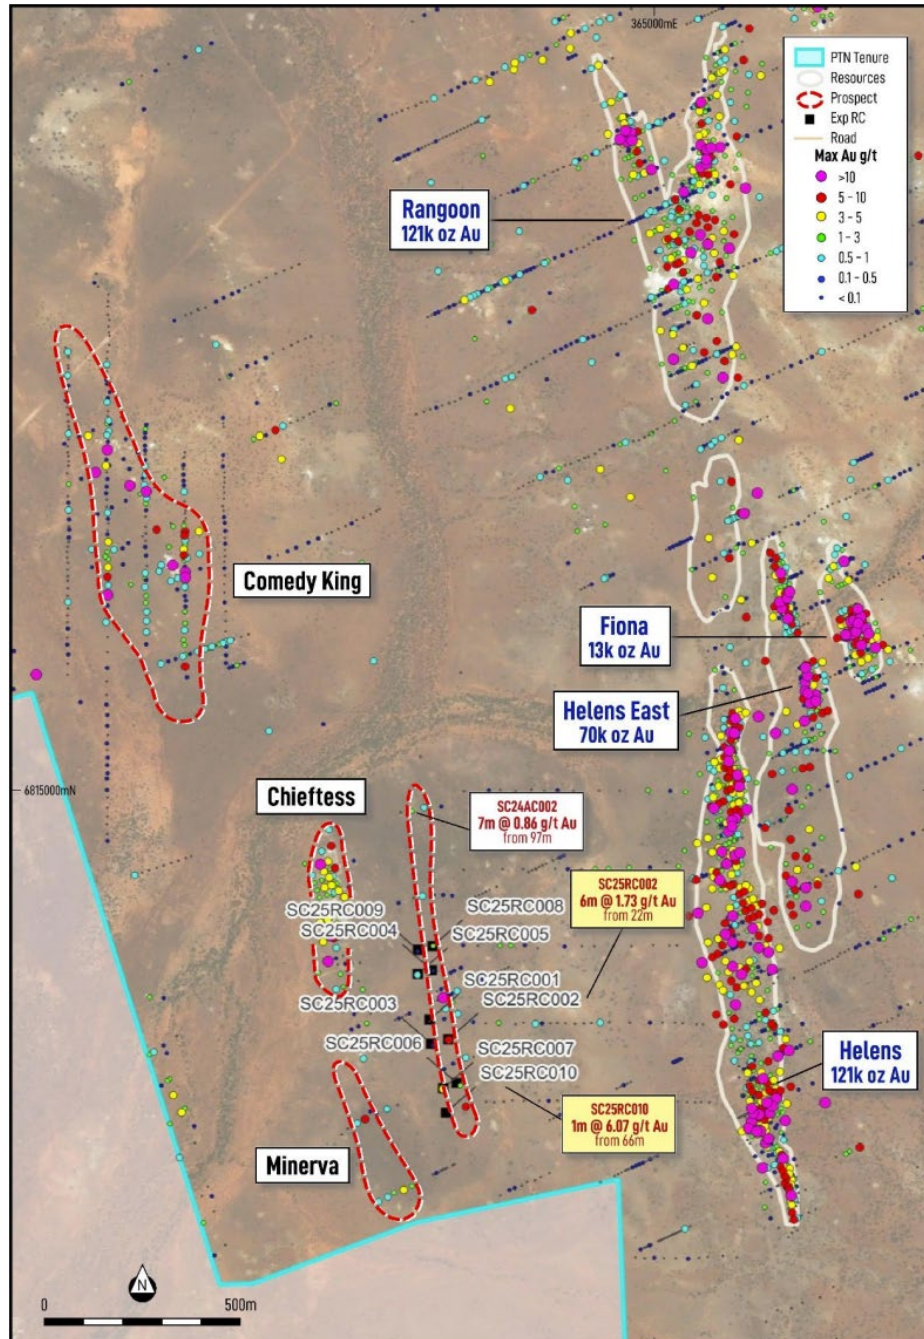 365000mE
PTN Tenure
Resources
Prospect
Exp RC
Road
Max Au g/t
>10
5 - 10
3 - 5
1 - 3
0.5 - 1
0.1 - 0.5
< 0.1
Rangoon
121k oz Au
Comedy King
Fiona
13k oz Au
Helens East
70k oz Au
6815000mN
Chieftess
SC24AC002
7m @ 0.86 g/t Au
from 97m
SC25RC002
6m @ 1.73 g/t Au
from 22m
SC25RC009
SC25RC008
SC25RC004
SC25RC005
SC25RC001
SC25RC003
SC25RC002
SC25RC006
SC25RC007
SC25RC010
Helens
121k oz Au
SC25RC010
1m @ 6.07 g/t Au
from 66m
Minerva
N
0
500m